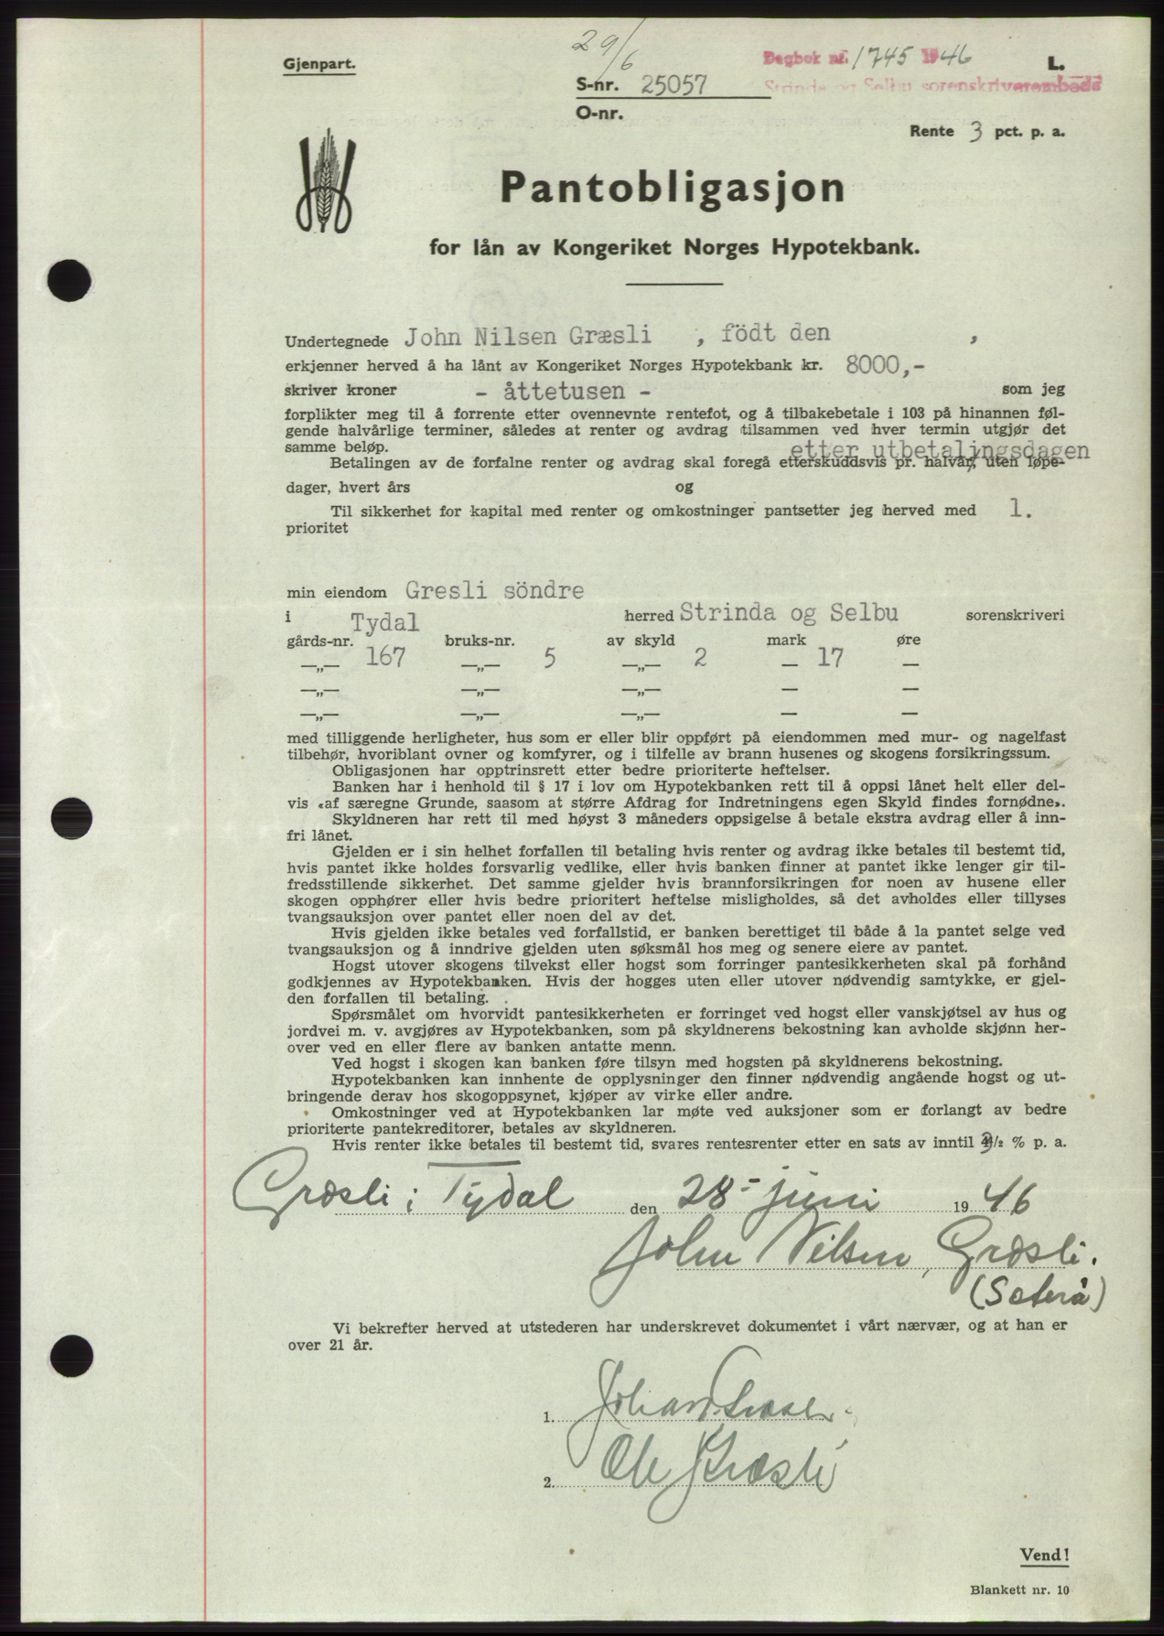 Gjenpart.
29/6
S-nr. 25057
O-nr.
Dagbok nr. 1745 1946 L.
Strinda og Selbu sorenskriverembede
Rente 3 pct. p. a.
Pantobligasjon
for lån av Kongeriket Norges Hypotekbank.
Undertegnede John Nilsen Græsli , födt den ,
erkjenner herved å ha lånt av Kongeriket Norges Hypotekbank kr. 8000,-
skriver kroner - åttetusen - som jeg
forplikter meg til å forrente etter ovennevnte rentefot, og å tilbakebetale i 103 på hinannen føl-
gende halvårlige terminer, således at renter og avdrag tilsammen ved hver termin utgjør det
samme beløp.
etter utbetalingsdagen
Betalingen av de forfalne renter og avdrag skal foregå etterskuddsvis pr. halvår, uten løpe-
dager, hvert års og
Til sikkerhet for kapital med renter og omkostninger pantsetter jeg herved med 1.
prioritet
min eiendom Gresli söndre
i Tydal herred Strinda og Selbu sorenskriveri
gårds-nr. bruks-nr. av skyld mark øre
—„— 167 —„— 5 —„— 2 — 17 —
—„— —„— —„— — —
—„— —„— —„— — —
med tilliggende herligheter, hus som er eller blir oppført på eiendommen med mur- og nagelfast
tilbehør, hvoriblant ovner og komfyrer, og i tilfelle av brann husenes og skogens forsikringssum.
Obligasjonen har opptrinsrett etter bedre prioriterte heftelser.
Banken har i henhold til § 17 i lov om Hypotekbanken rett til å oppsi lånet helt eller del-
vis «af særegne Grunde, saasom at større Afdrag for Indretningens egen Skyld findes fornødne».
Skyldneren har rett til med høyst 3 måneders oppsigelse å betale ekstra avdrag eller å inn-
fri lånet.
Gjelden er i sin helhet forfallen til betaling hvis renter og avdrag ikke betales til bestemt tid,
hvis pantet ikke holdes forsvarlig vedlike, eller hvis banken finner at pantet ikke lenger gir til-
fredsstillende sikkerhet. Det samme gjelder hvis brannforsikringen for noen av husene eller
skogen opphører eller hvis bedre prioritert heftelse misligholdes, så det avholdes eller tillyses
tvangsauksjon over pantet eller noen del av det.
Hvis gjelden ikke betales ved forfallstid, er banken berettiget til både å la pantet selge ved
tvangsauksjon og å inndrive gjelden uten søksmål hos meg og senere eiere av pantet.
Hogst utover skogens tilvekst eller hogst som forringer pantesikkerheten skal på forhånd
godkjennes av Hypotekbanken. Hvis der hogges uten eller utover nødvendig samtykke, er gjel-
den forfallen til betaling.
Spørsmålet om hvorvidt pantesikkerheten er forringet ved hogst eller vanskjøtsel av hus og
jordvei m. v. avgjøres av Hypotekbanken, som på skyldnerens bekostning kan avholde skjønn her-
over ved en eller flere av banken antatte menn.
Ved hogst i skogen kan banken føre tilsyn med hogsten på skyldnerens bekostning.
Hypotekbanken kan innhente de opplysninger den finner nødvendig angående hogst og ut-
bringende derav hos skogoppsynet, kjøper av virke eller andre.
Omkostninger ved at Hypotekbanken lar møte ved auksjoner som er forlangt av bedre
prioriterte pantekreditorer, betales av skyldneren.
Hvis renter ikke betales til bestemt tid, svares rentesrenter etter en sats av inntil 3½ % p. a.
Græsli i Tydal den 28- juni 1946
John Nilsen Græsli.
(Sæterå)
Vi bekrefter herved at utstederen har underskrevet dokumentet i vårt nærvær, og at han er
over 21 år.
1. Johan
2. Ole Græsli
Vend!
Blankett nr. 10